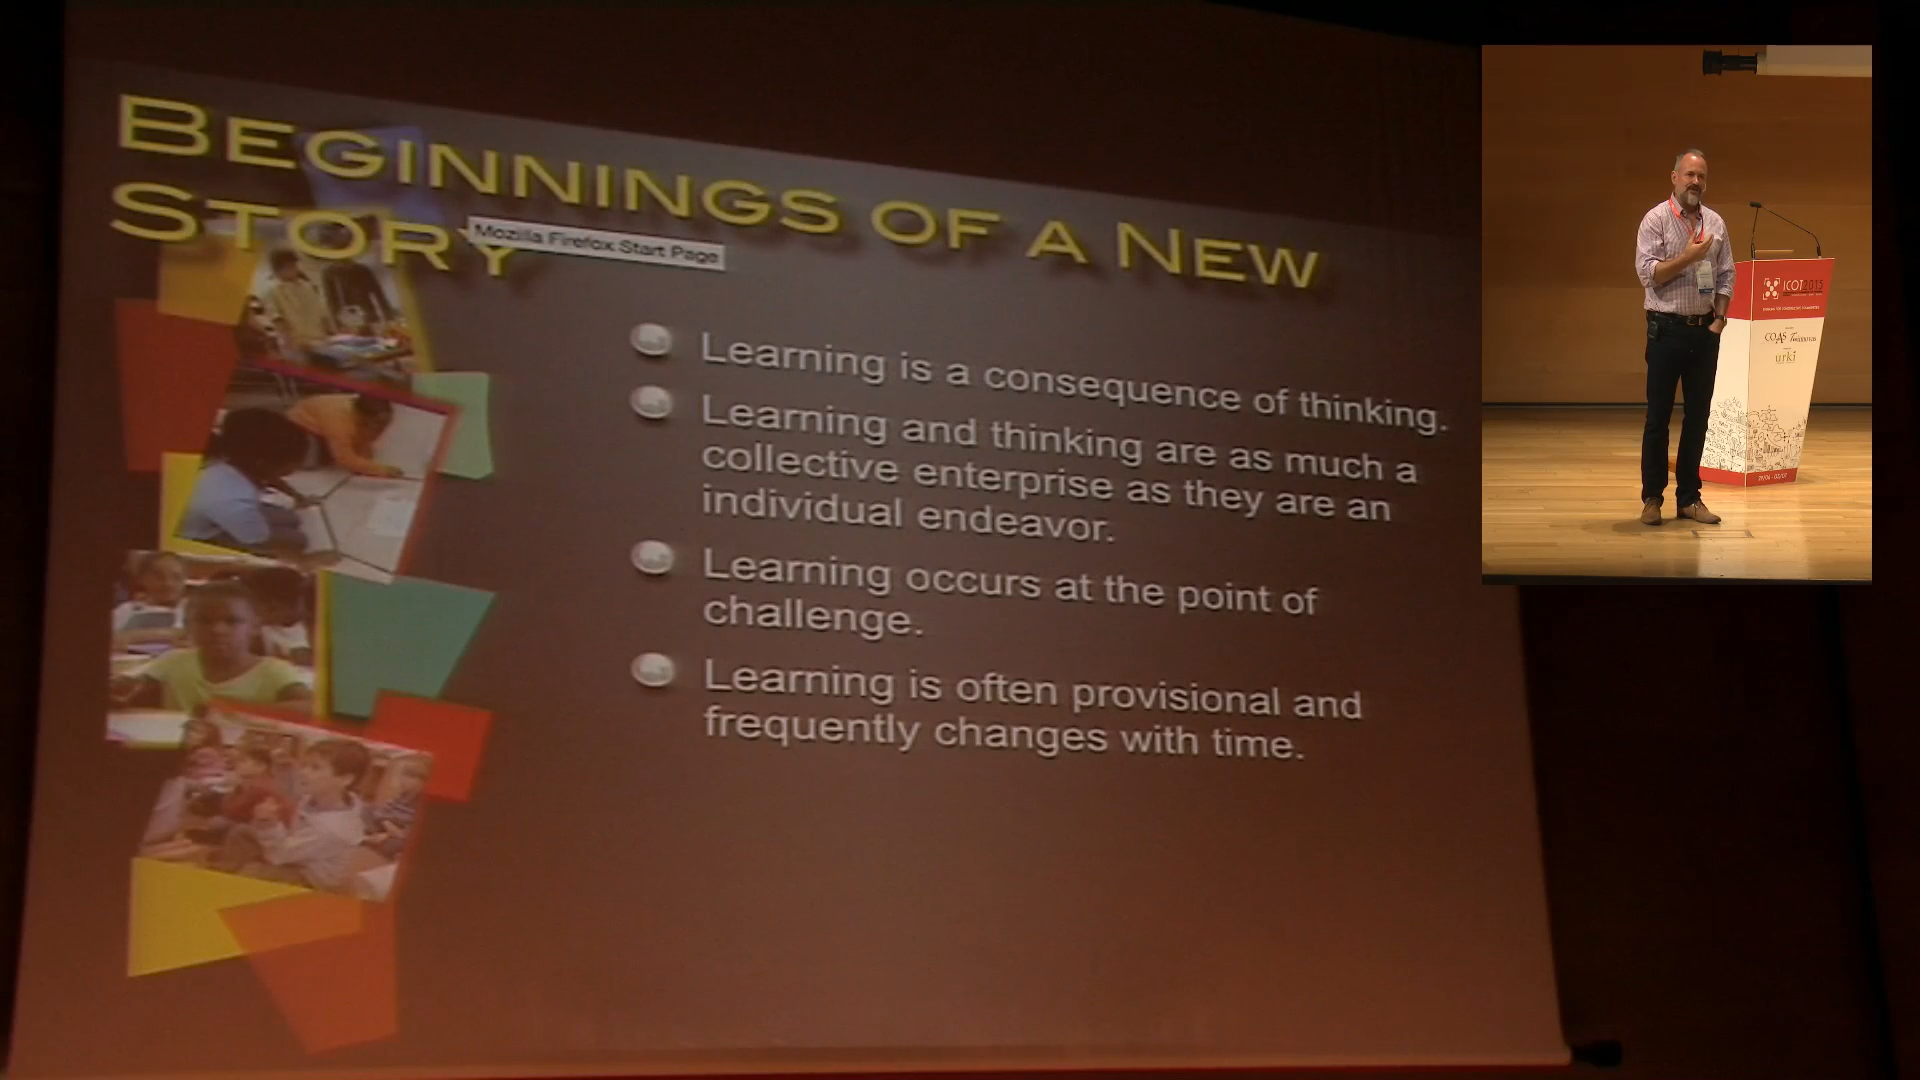 BEGINNINGS OF A NEW
STORY
Mozilla Firefox Start Page
Learning is a consequence of thinking.
Learning and thinking are as much a
collective enterprise as they are an
individual endeavor.
Learning occurs at the point of
challenge.
Learning is often provisional and
frequently changes with time.
ICOT2015
urki